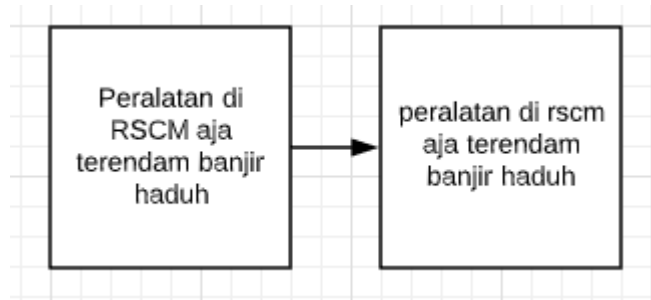 Peralatan di
RSCM aja
terendam banjir
haduh
peralatan di rscm
aja terendam
banjir haduh